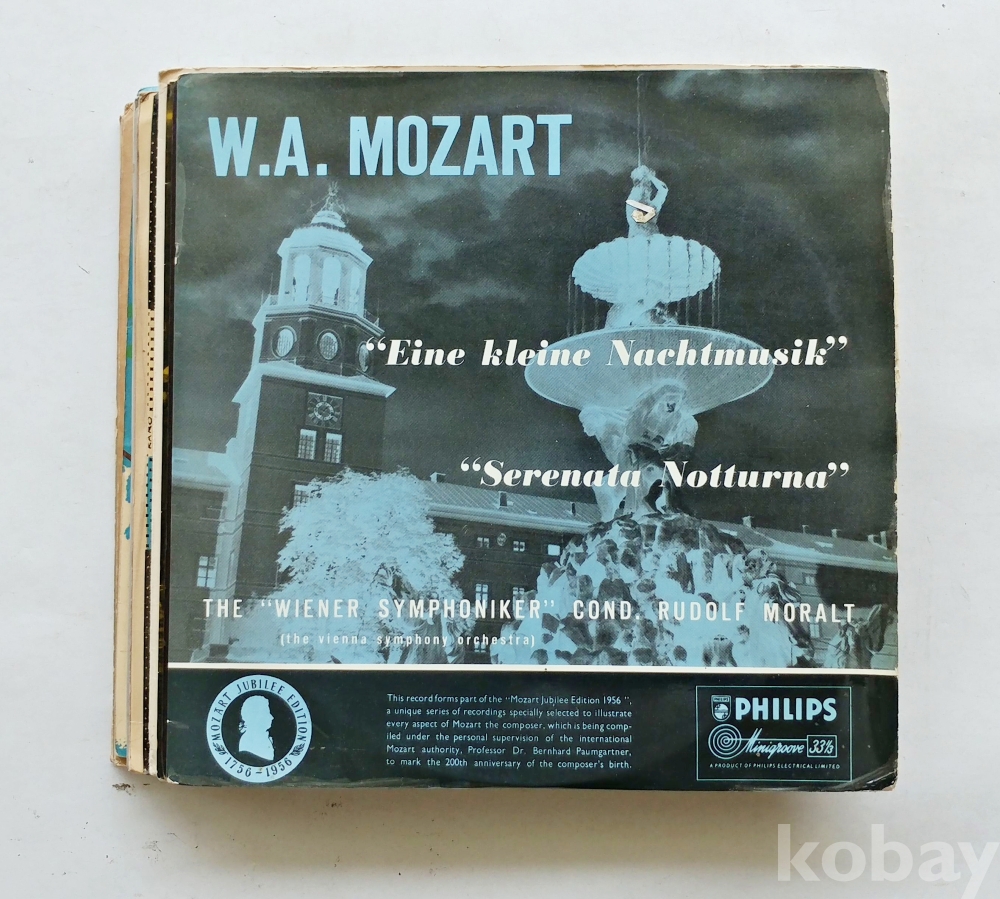 W.A. MOZART
"Eine kleine Nachtmusik"
"Serenata Notturna"
THE "WIENER SYMPHONIKER" COND. RUDOLF MORALT
(the vienna symphony orchestra)
MOZART JUBILEE EDITION
1756-1956
This record forms part of the "Mozart Jubilee Edition 1956 ",
a unique series of recordings specially selected to illustrate
every aspect of Mozart the composer, which is being comp-
iled under the personal supervision of the international
Mozart authority, Professor Dr. Bernhard Paumgartner,
to mark the 200th anniversary of the composer's birth.
PHILIPS
PHILIPS
Minigroove 33⅓
A PRODUCT OF PHILIPS ELECTRICAL LIMITED
kobay